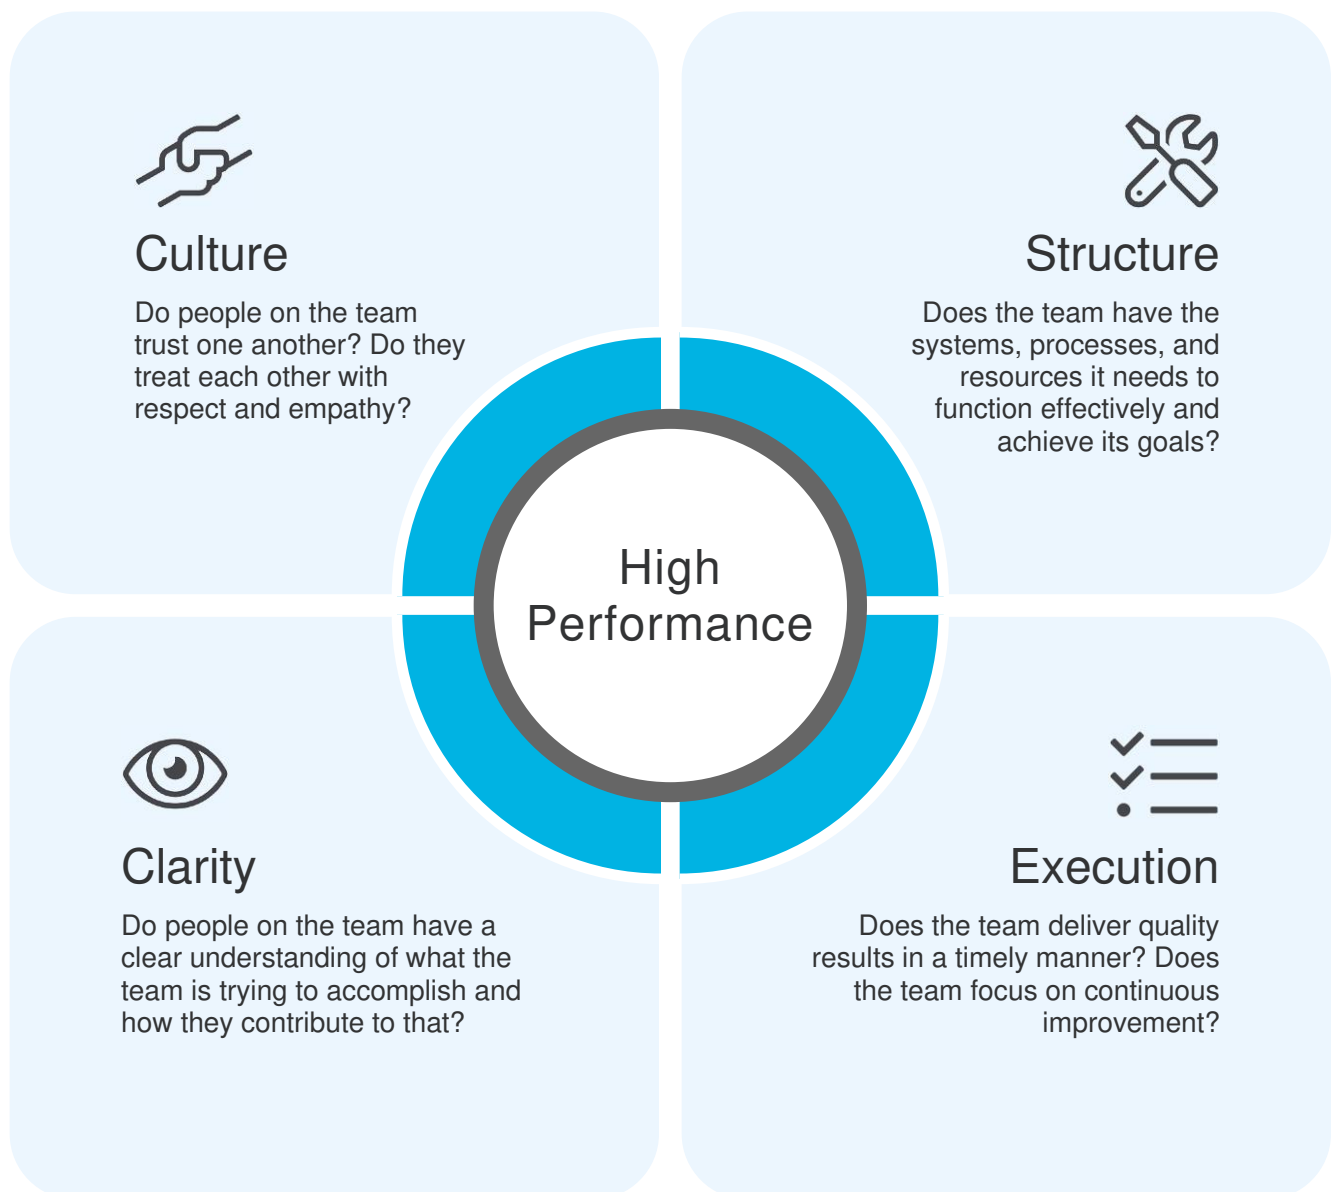 Culture
Do people on the team
trust one another? Do they
treat each other with
respect and empathy?
Structure
Does the team have the
systems, processes, and
resources it needs to
function effectively and
achieve its goals?
High
Performance
Clarity
Do people on the team have a
clear understanding of what the
team is trying to accomplish and
how they contribute to that?
Execution
Does the team deliver quality
results in a timely manner? Does
the team focus on continuous
improvement?